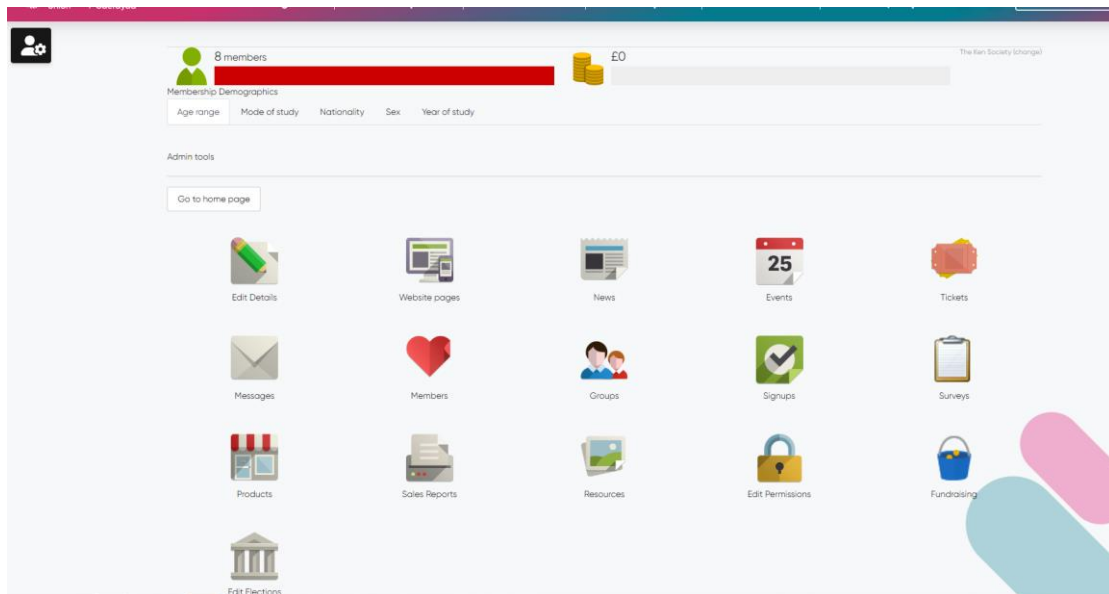 8 members
£0
The Ken Society (change)
Membership Demographics
Age range Mode of study Nationality Sex Year of study
Admin tools
Go to home page
25
Edit Details Website pages News Events Tickets
Messages Members Groups Signups Surveys
Products Sales Reports Resources Edit Permissions Fundraising
Edit Elections